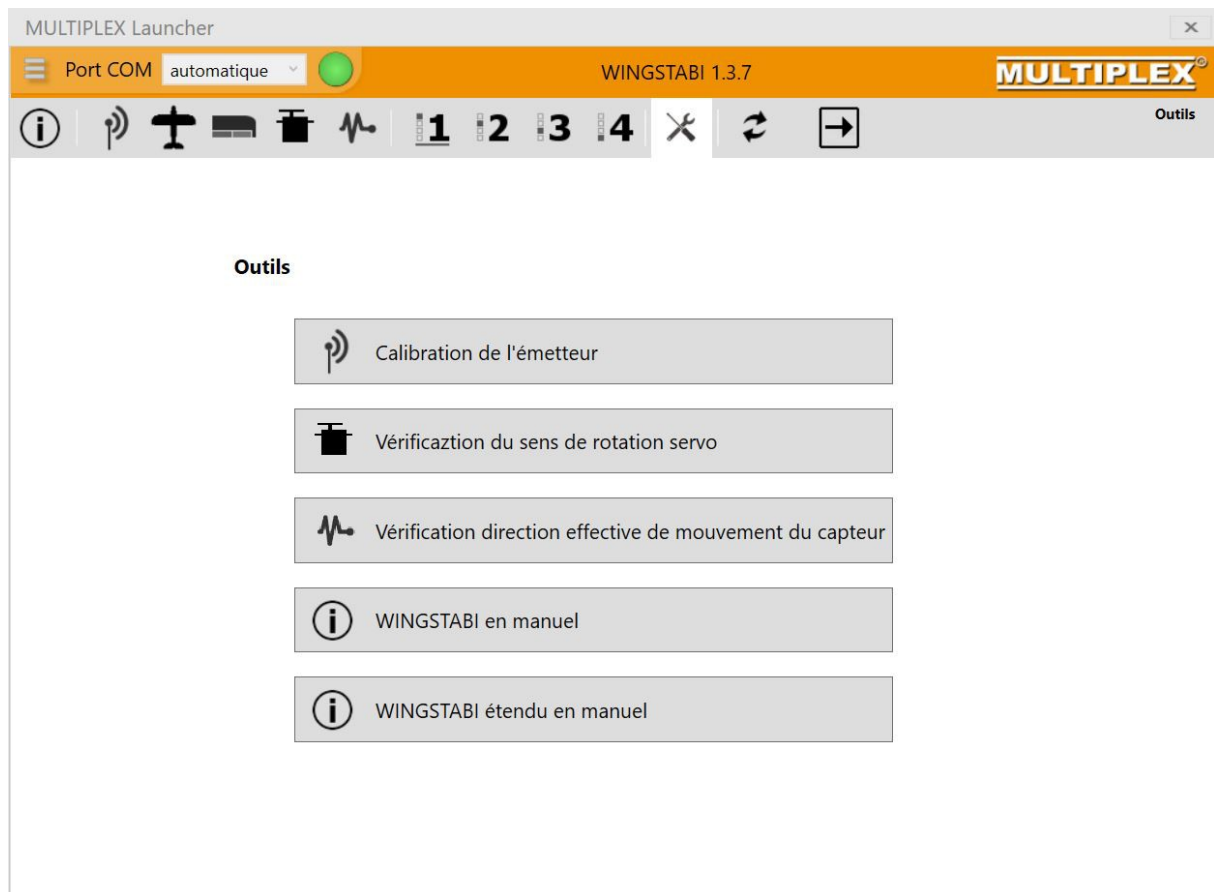 MULTIPLEX Launcher
Port COM automatique WINGSTABI 1.3.7 MULTIPLEX®
1 2 3 4 Outils
Outils
Calibration de l'émetteur
Vérificaztion du sens de rotation servo
Vérification direction effective de mouvement du capteur
WINGSTABI en manuel
WINGSTABI étendu en manuel